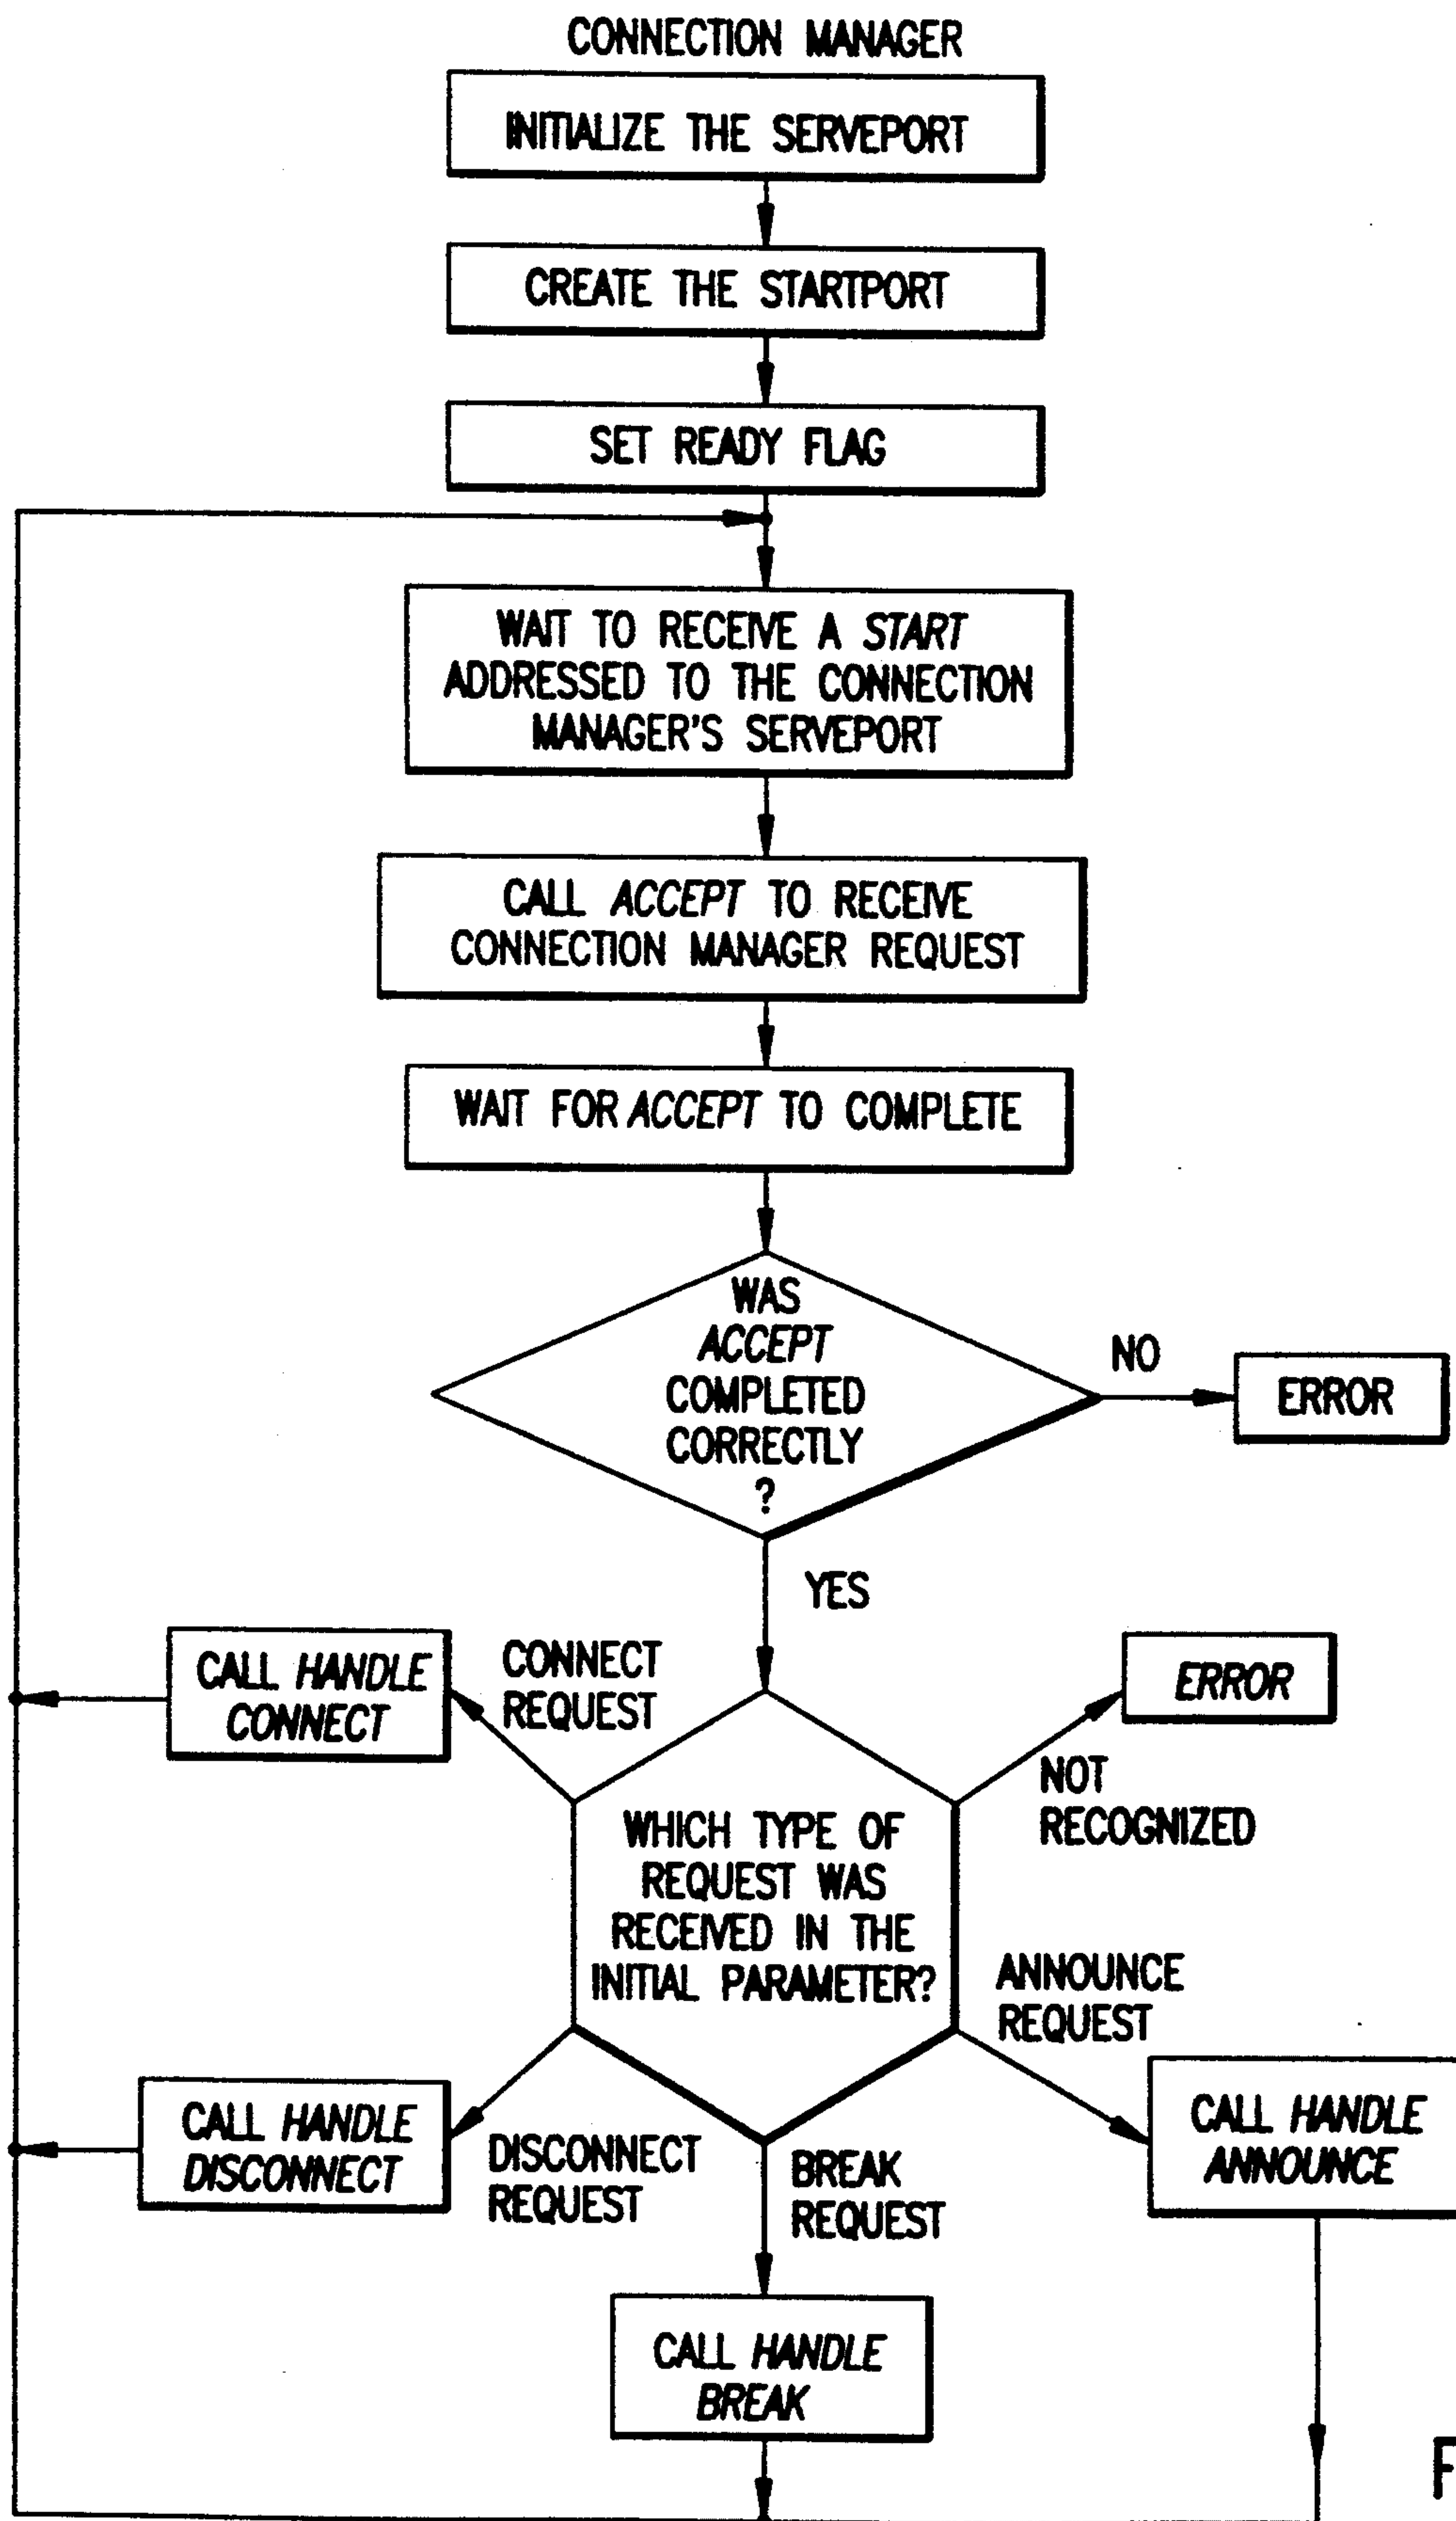 CONNECTION MANAGER
INITIALIZE THE SERVEPORT
CREATE THE STARTPORT
SET READY FLAG
WAIT TO RECEIVE A START
ADDRESSED TO THE CONNECTION
MANAGER'S SERVEPORT
CALL ACCEPT TO RECEIVE
CONNECTION MANAGER REQUEST
WAIT FOR ACCEPT TO COMPLETE
WAS
ACCEPT
COMPLETED
CORRECTLY
?
NO
ERROR
YES
CALL HANDLE
CONNECT
CONNECT
REQUEST
ERROR
NOT
RECOGNIZED
WHICH TYPE OF
REQUEST WAS
RECEIVED IN THE
INITIAL PARAMETER?
ANNOUNCE
REQUEST
CALL HANDLE
DISCONNECT
DISCONNECT
REQUEST
BREAK
REQUEST
CALL HANDLE
ANNOUNCE
CALL HANDLE
BREAK
F